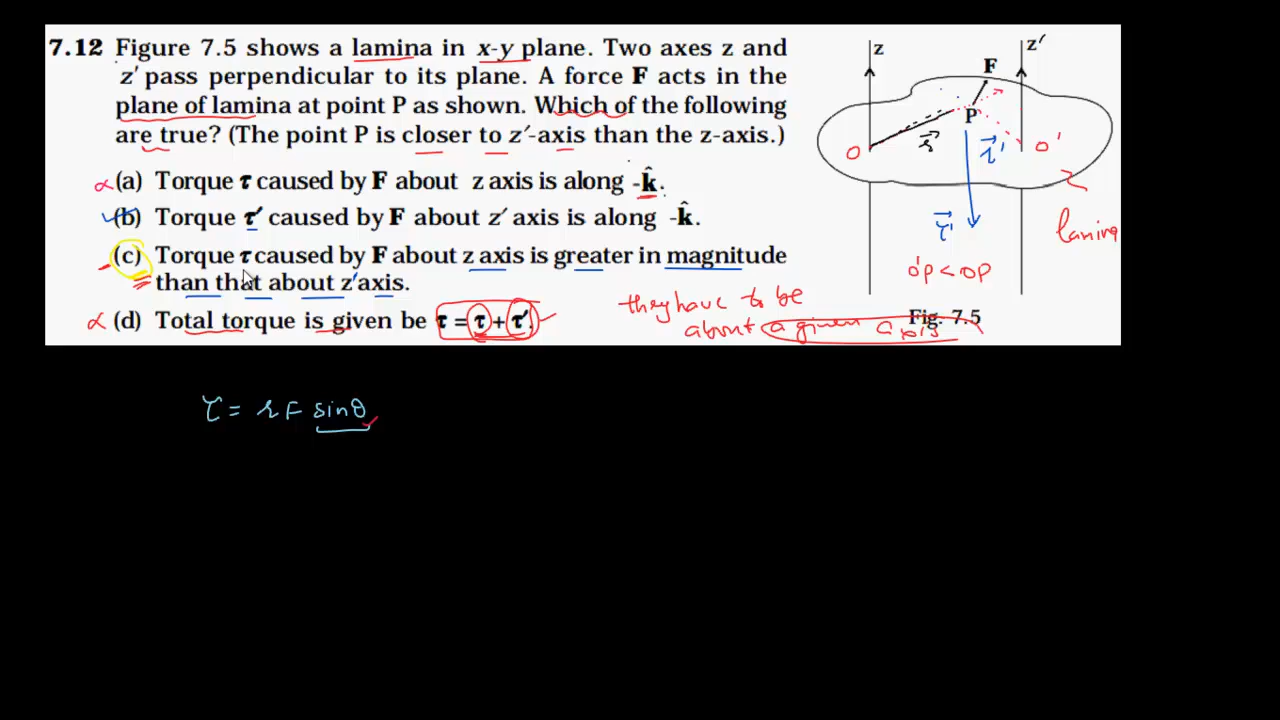 7.12 Figure 7.5 shows a lamina in x-y plane. Two axes z and
z′ pass perpendicular to its plane. A force F acts in the
plane of lamina at point P as shown. Which of the following
are true? (The point P is closer to z′-axis than the z-axis.)
(a) Torque τ caused by F about z axis is along -k̂.
(b) Torque τ′ caused by F about z′ axis is along -k̂.
(c) Torque τ caused by F about z axis is greater in magnitude
than that about z′axis.
(d) Total torque is given be τ = τ + τ′.
they have to be
about a given axis
z
z′
F
P
O
r⃗
r⃗′
O′
τ⃗′
lamina
O′P < OP
Fig. 7.5
τ = rF sinθ